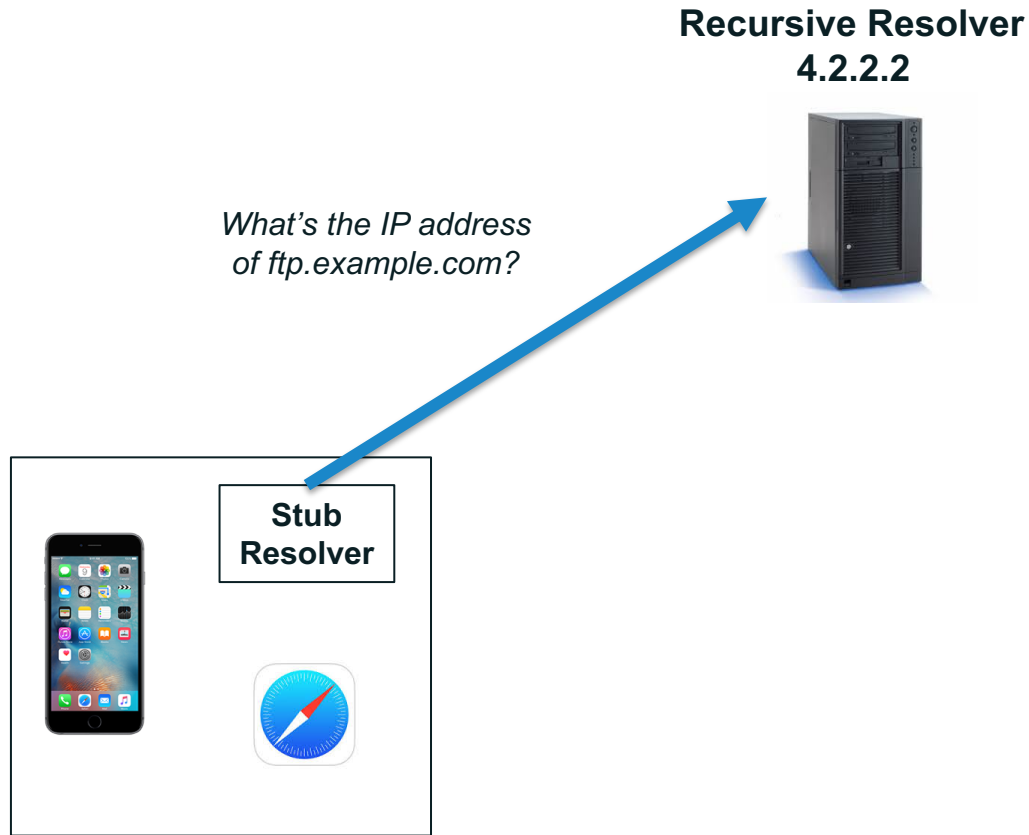 Recursive Resolver
4.2.2.2
What’s the IP address
of ftp.example.com?
Stub
Resolver